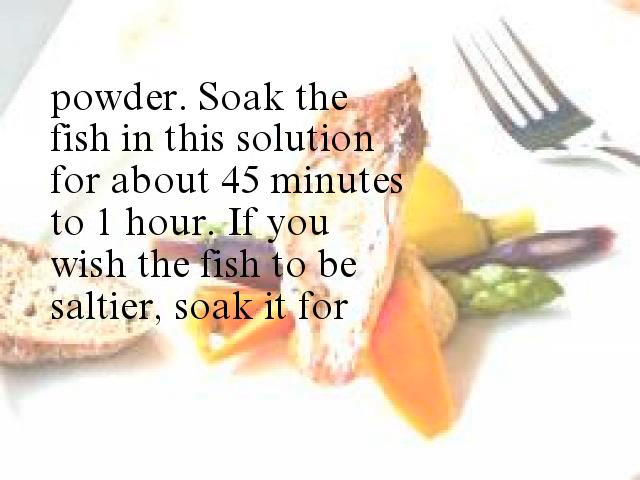 powder. Soak the
fish in this solution
for about 45 minutes
to 1 hour. If you
wish the fish to be
saltier, soak it for